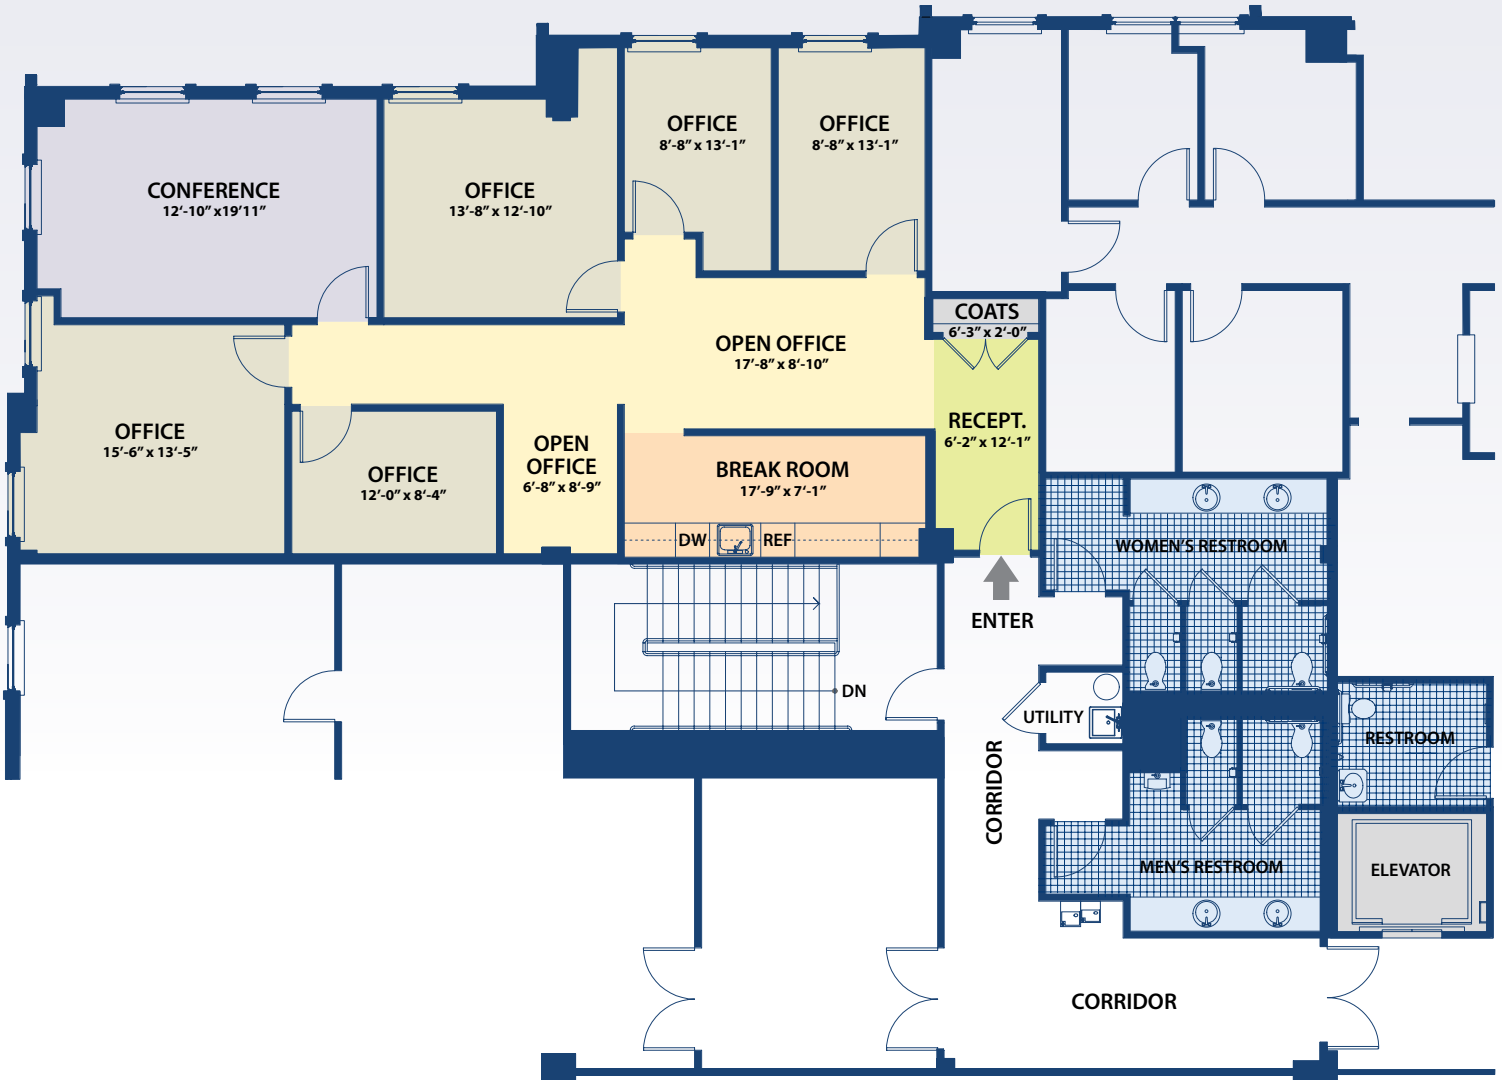 OFFICE
8'-8" x 13'-1"
OFFICE
8'-8" x 13'-1"
CONFERENCE
12'-10" x19'11"
OFFICE
13'-8" x 12'-10"
COATS
6'-3" x 2'-0"
OPEN OFFICE
17'-8" x 8'-10"
OFFICE
15'-6" x 13'-5"
RECEPT.
6'-2" x 12'-1"
OPEN
OFFICE
6'-8" x 8'-9"
OFFICE
12'-0" x 8'-4"
BREAK ROOM
17'-9" x 7'-1"
DW
REF
WOMEN'S RESTROOM
ENTER
DN
UTILITY
RESTROOM
CORRIDOR
MEN'S RESTROOM
ELEVATOR
CORRIDOR